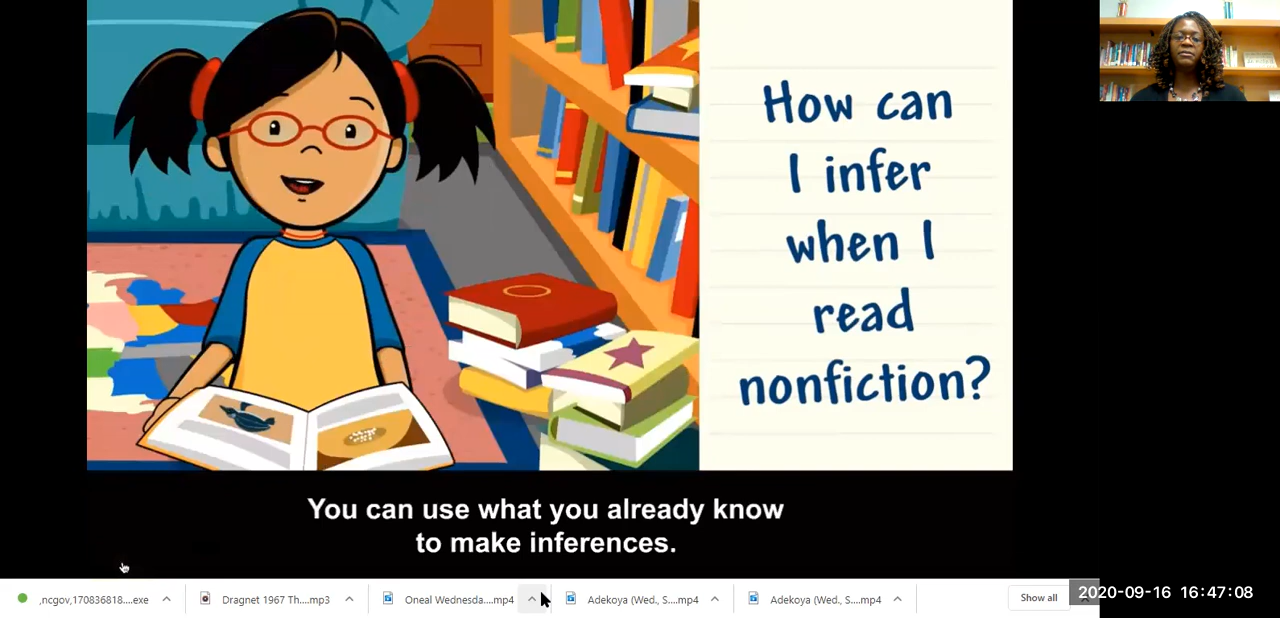 How can
I infer
when I
read
nonfiction?
You can use what you already know
to make inferences.
,ncgov,170836818....exe
Dragnet 1967 Th....mp3
Oneal Wednesda....mp4
Adekoya (Wed., S....mp4
Adekoya (Wed., S....mp4
Show all
2020-09-16 16:47:08